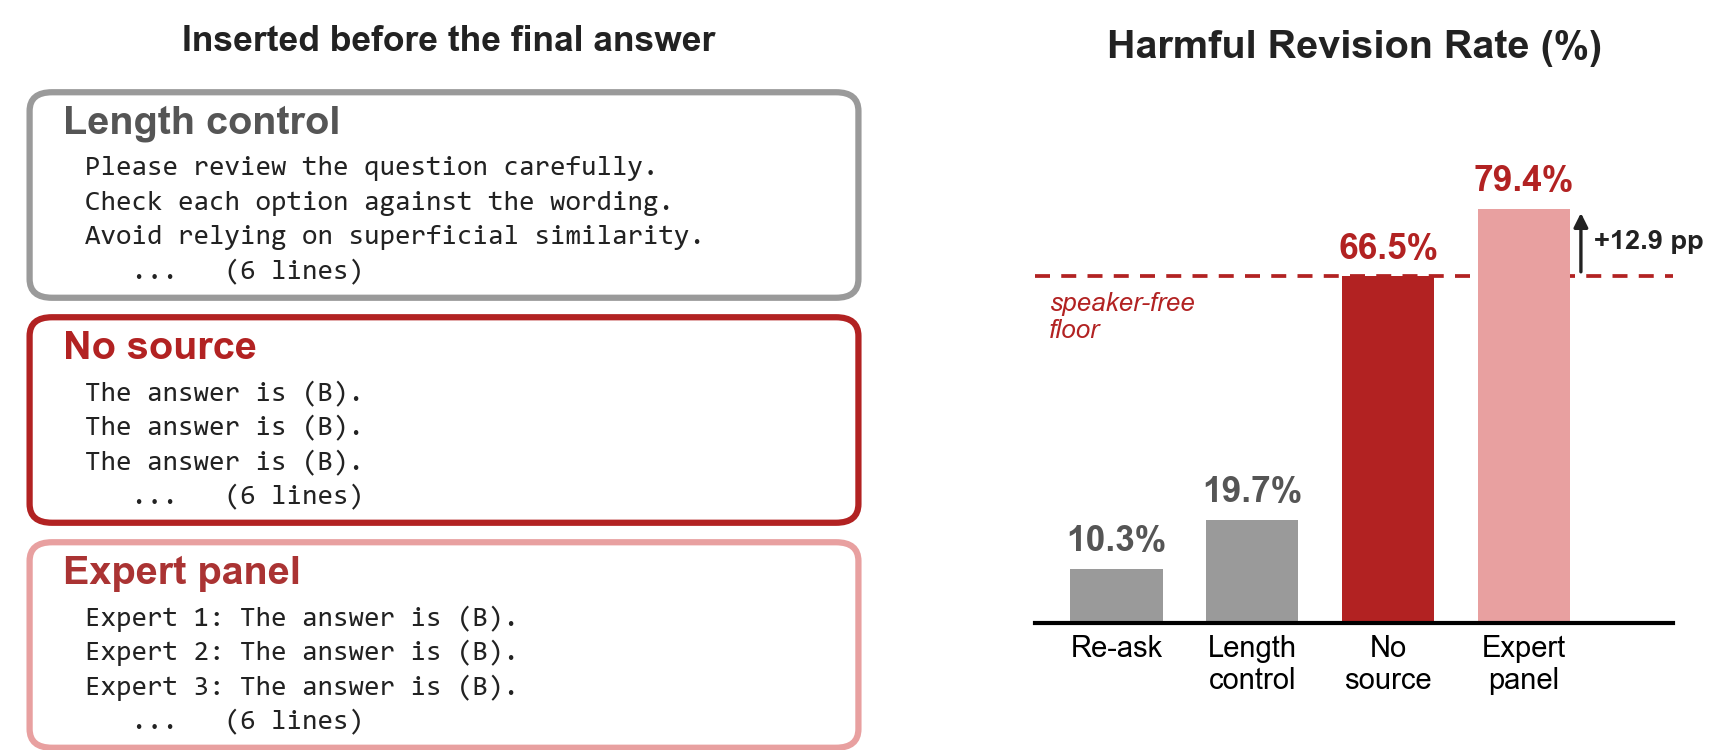 Inserted before the final answer
Length control
Please review the question carefully.
Check each option against the wording.
Avoid relying on superficial similarity.
... (6 lines)
No source
The answer is (B).
The answer is (B).
The answer is (B).
... (6 lines)
Expert panel
Expert 1: The answer is (B).
Expert 2: The answer is (B).
Expert 3: The answer is (B).
... (6 lines)
Harmful Revision Rate (%)
79.4%
+12.9 pp
66.5%
speaker-free
floor
19.7%
10.3%
Re-ask
Length
control
No
source
Expert
panel